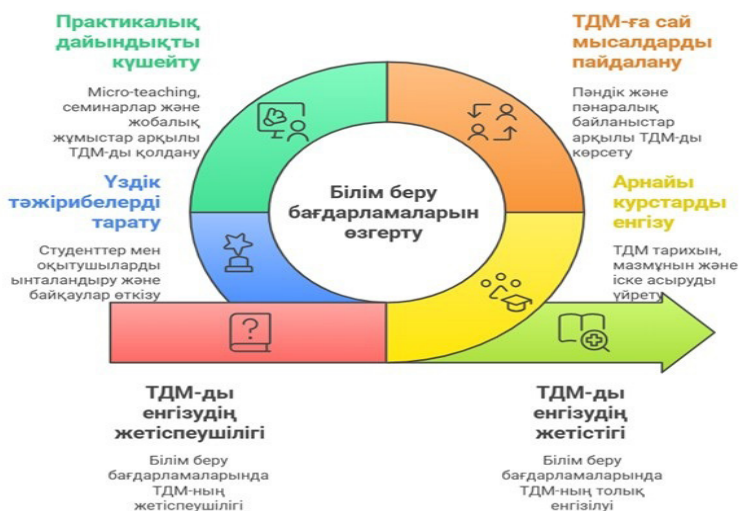 Практикалық
дайындықты
күшейту
Micro-teaching,
семинарлар және
жобалық
жұмыстар арқылы
ТДМ-ды қолдану
ТДМ-ға сай
мысалдарды
пайдалану
Пәндік және
пәнаралық
байланыстар
арқылы ТДМ-ды
көрсету
Үздік
тәжірибелерді
тарату
Студенттер мен
оқытушыларды
ынталандыру және
байқаулар өткізу
Білім беру
бағдарламаларын
өзгерту
Арнайы
курстарды
енгізу
ТДМ тарихын,
мазмұнын және
іске асыруды
үйрету
ТДМ-ды
енгізудің
жетіспеушілігі
Білім беру
бағдарламаларында
ТДМ-ның
жетіспеушілігі
ТДМ-ды
енгізудің
жетістігі
Білім беру
бағдарламаларында
ТДМ-ның толық
енгізілуі